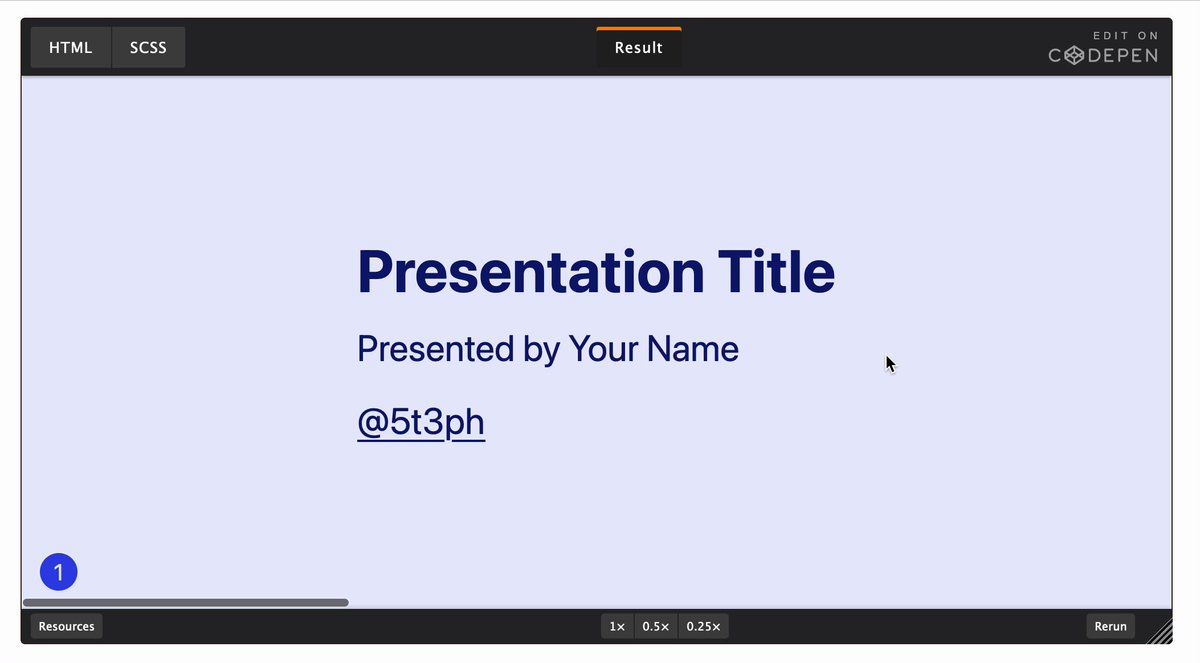 HTML SCSS Result EDIT ON
CODEPEN
Presentation Title
Presented by Your Name
@5t3ph
1
Resources 1× 0.5× 0.25× Rerun